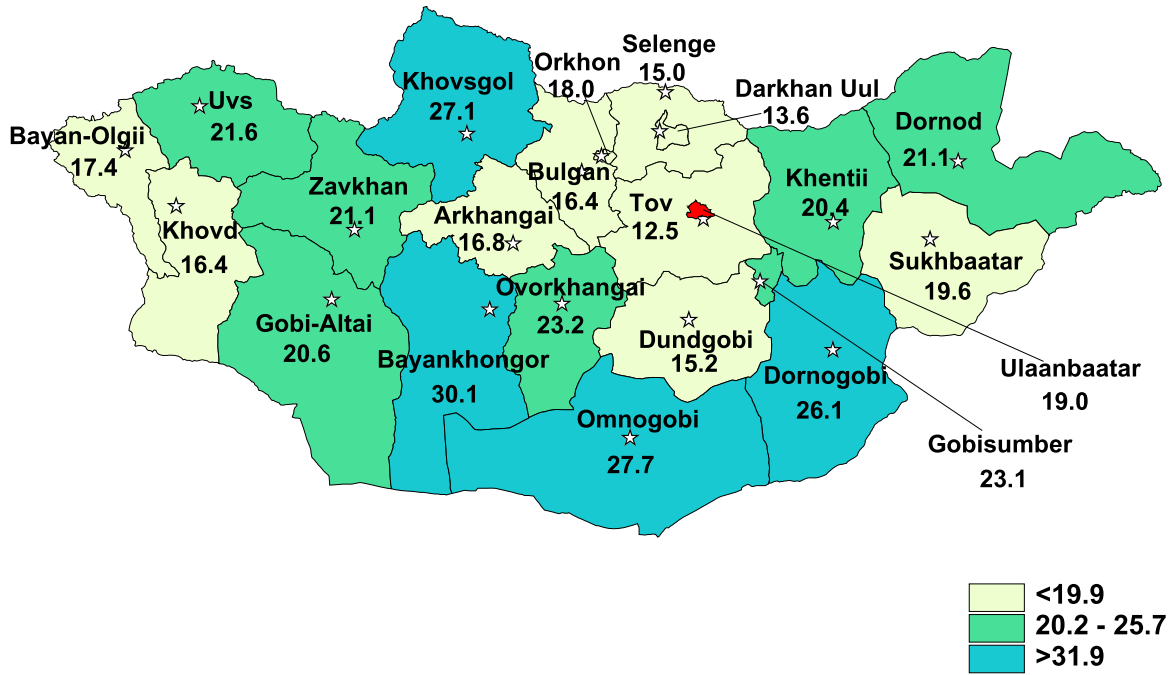 Selenge
15.0
Orkhon
18.0
Khovsgol
27.1
Darkhan Uul
13.6
Uvs
21.6
Bayan-Olgii
17.4
Dornod
21.1
Zavkhan
21.1
Bulgan
16.4
Khentii
20.4
Tov
12.5
Arkhangai
16.8
Khovd
16.4
Sukhbaatar
19.6
Ovorkhangai
23.2
Gobi-Altai
20.6
Dundgobi
15.2
Bayankhongor
30.1
Dornogobi
26.1
Ulaanbaatar
19.0
Omnogobi
27.7
Gobisumber
23.1
<19.9
20.2 - 25.7
>31.9